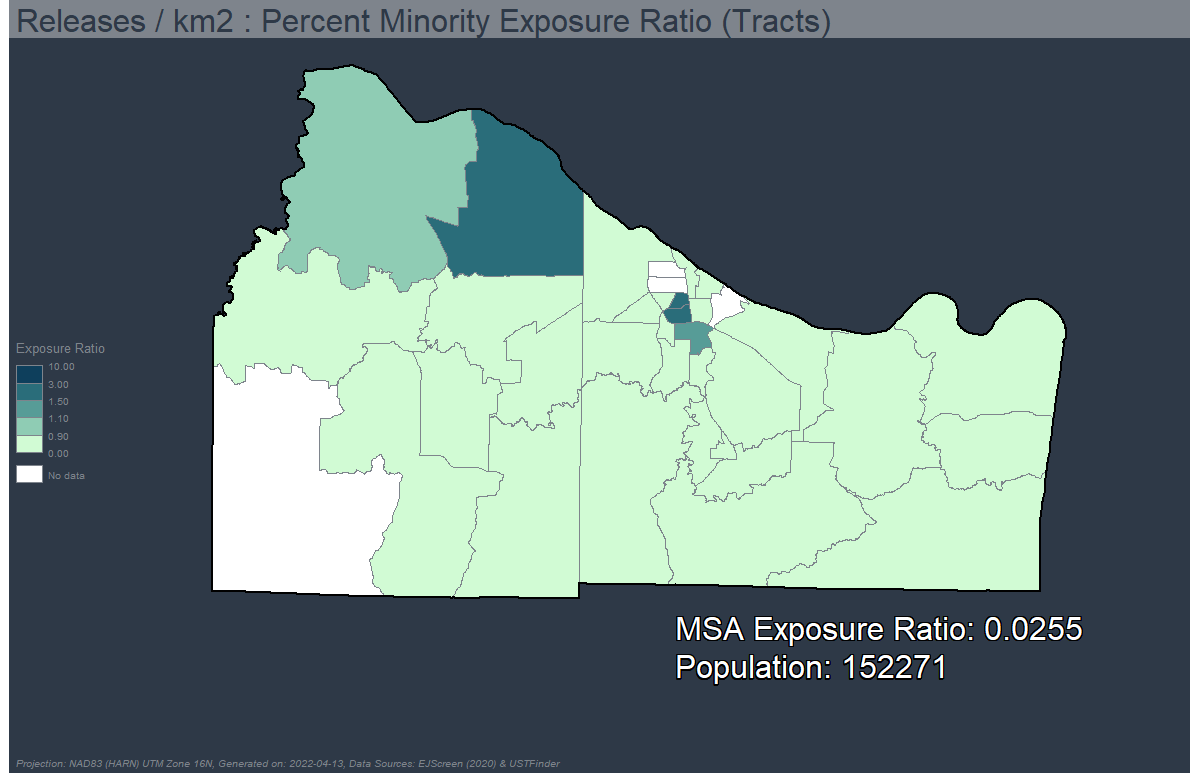 Releases / km2 : Percent Minority Exposure Ratio (Tracts)
Exposure Ratio
10.00
3.00
1.50
1.10
0.90
0.00
No data
MSA Exposure Ratio: 0.0255
Population: 152271
Projection: NAD83 (HARN) UTM Zone 16N, Generated on: 2022-04-13, Data Sources: EJScreen (2020) & USTFinder